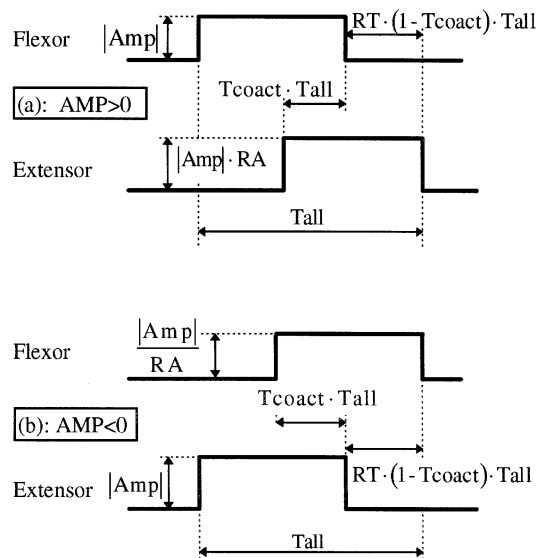 Flexor |Amp| RT·(1-Tcoact)·Tall
Tcoact·Tall
(a): AMP>0
Extensor |Amp|·RA
Tall
|Amp|
Flexor
RA
Tcoact·Tall
(b): AMP<0
Extensor |Amp| RT·(1-Tcoact)·Tall
Tall